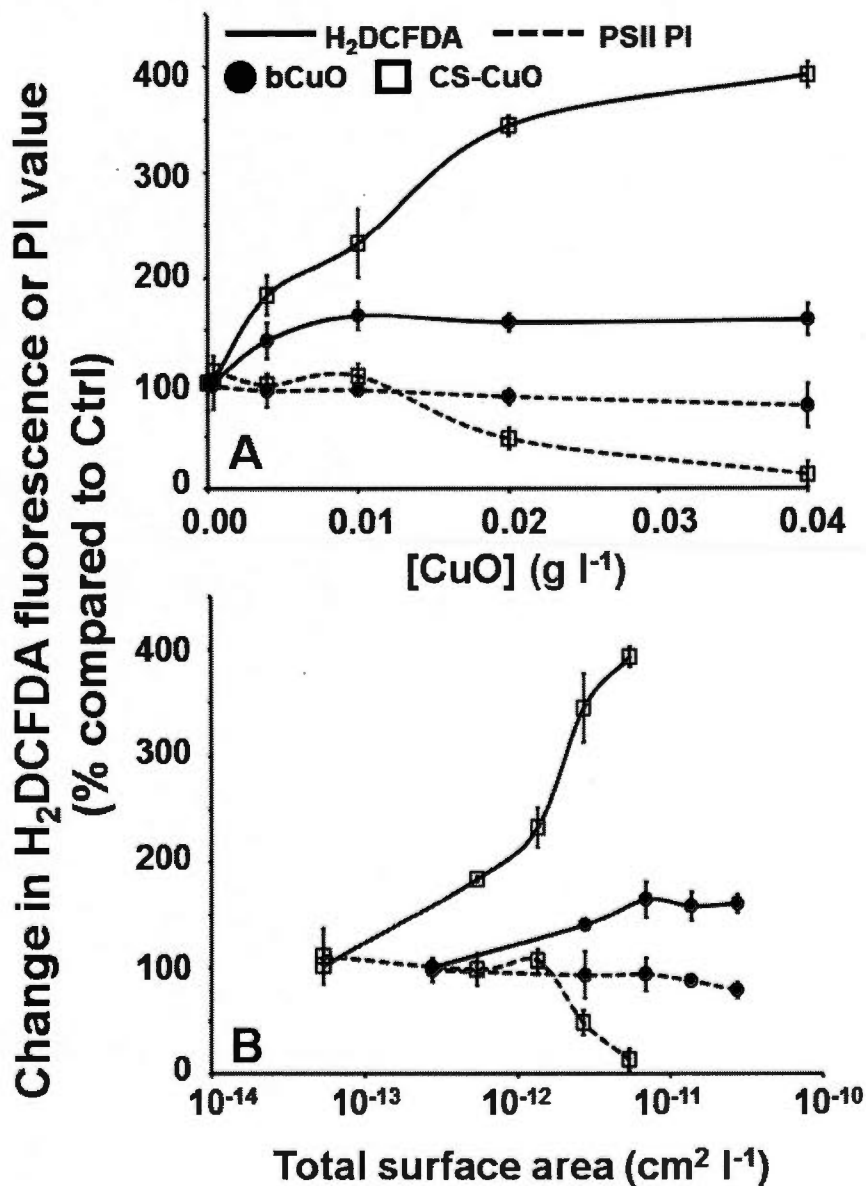 Change in H₂DCFDA fluorescence or PI value
(% compared to Ctrl)
H₂DCFDA PSII PI
bCuO CS-CuO
400
300
200
100
0
A
0.00 0.01 0.02 0.03 0.04
[CuO] (g l⁻¹)
400
300
200
100
0
B
10⁻¹⁴ 10⁻¹³ 10⁻¹² 10⁻¹¹ 10⁻¹⁰
Total surface area (cm² l⁻¹)